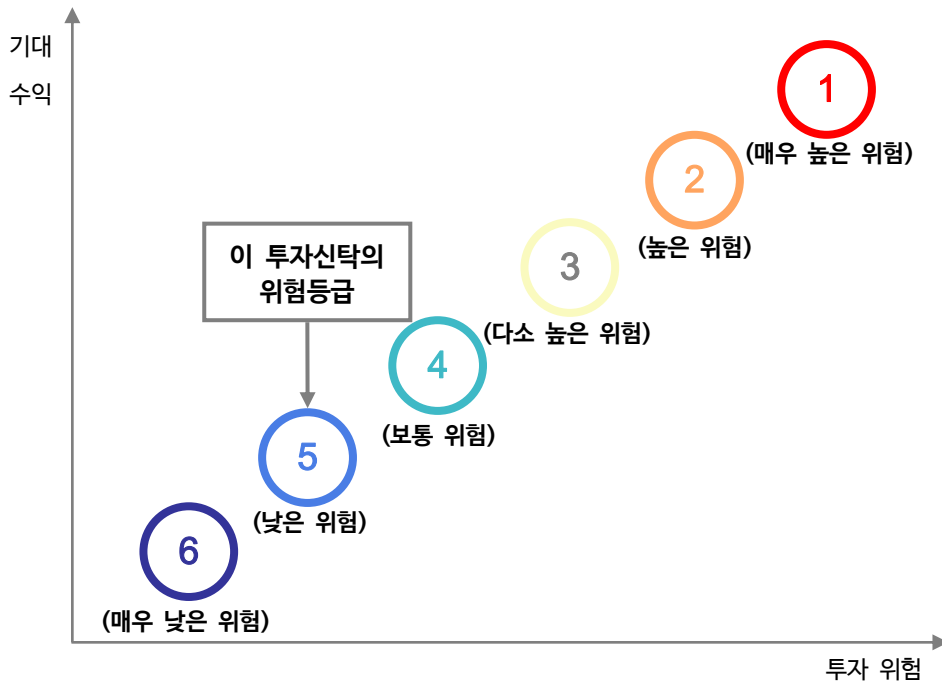 기대
수익
1
(매우 높은 위험)
2
(높은 위험)
이 투자신탁의
위험등급
3
(다소 높은 위험)
4
(보통 위험)
5
(낮은 위험)
6
(매우 낮은 위험)
투자 위험